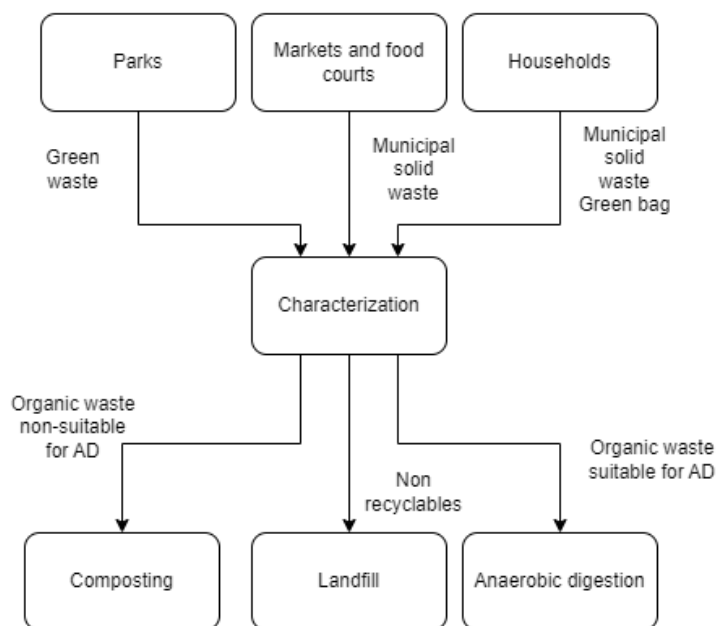 Parks
Markets and food
courts
Households
Green
waste
Municipal
solid
waste
Municipal
solid
waste
Green bag
Characterization
Organic waste
non-suitable
for AD
Non
recyclables
Organic waste
suitable for AD
Composting
Landfill
Anaerobic digestion